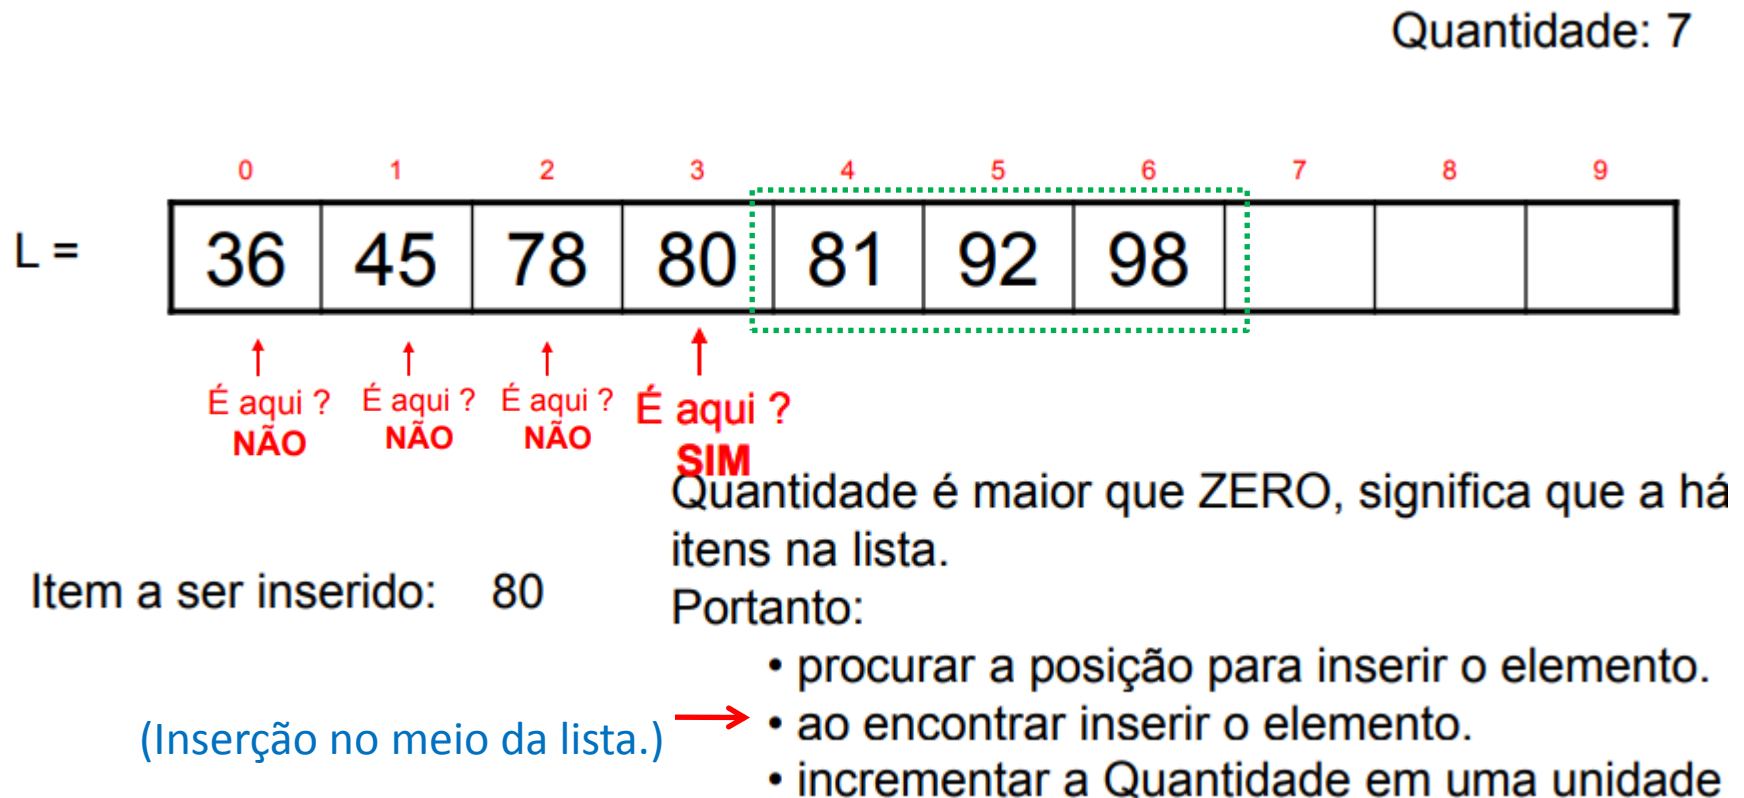 Quantidade: 7
0 1 2 3 4 5 6 7 8 9
L = 36 45 78 80 81 92 98
É aqui ? É aqui ? É aqui ? É aqui ?
NÃO NÃO NÃO SIM
Quantidade é maior que ZERO, significa que a há
itens na lista.
Item a ser inserido: 80
Portanto:
• procurar a posição para inserir o elemento.
(Inserção no meio da lista.) • ao encontrar inserir o elemento.
• incrementar a Quantidade em uma unidade